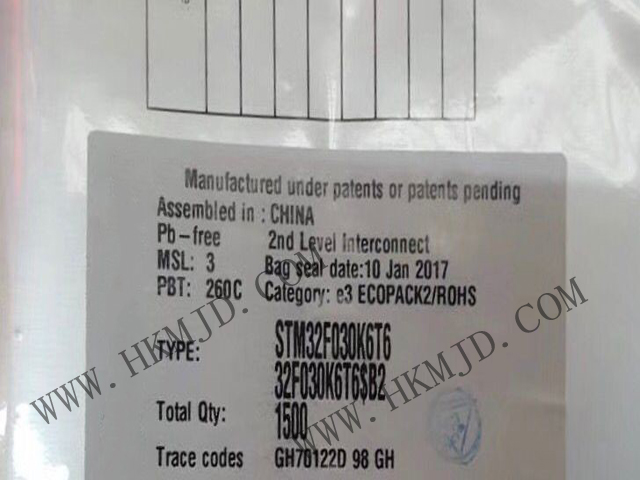 Manufactured under patents or patents pending
Assembled in : CHINA
Pb-free 2nd Level Interconnect
MSL: 3 Bag seal date:10 Jan 2017
PBT: 260C Category: e3 ECOPACK2/ROHS
TYPE: STM32F030K6T6
32F030K6T6$B2
Total Qty: 1500
Trace codes GH70122D 98 GH
WWW.HKMJD.COM
WWW.HKMJD.COM